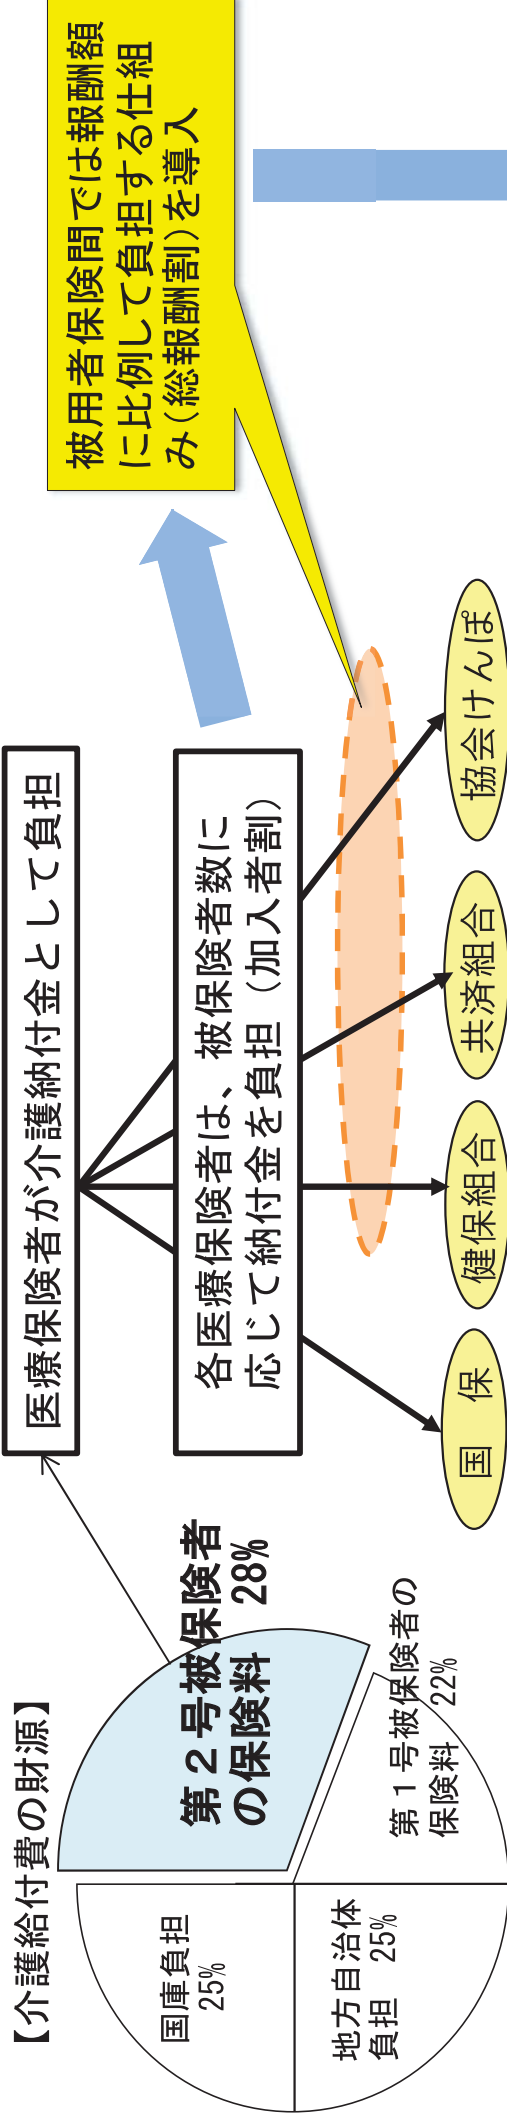 【介護給付費の財源】
国庫負担
25%
地方自治体
負担 25%
第２号被保険者
の保険料 28%
第１号被保険者の
保険料 22%
医療保険者が介護納付金として負担
各医療保険者は、被保険者数に
応じて納付金を負担（加入者割）
国 保
健保組合
共済組合
協会けんぽ
被用者保険間では報酬額
に比例して負担する仕組
み（総報酬割）を導入